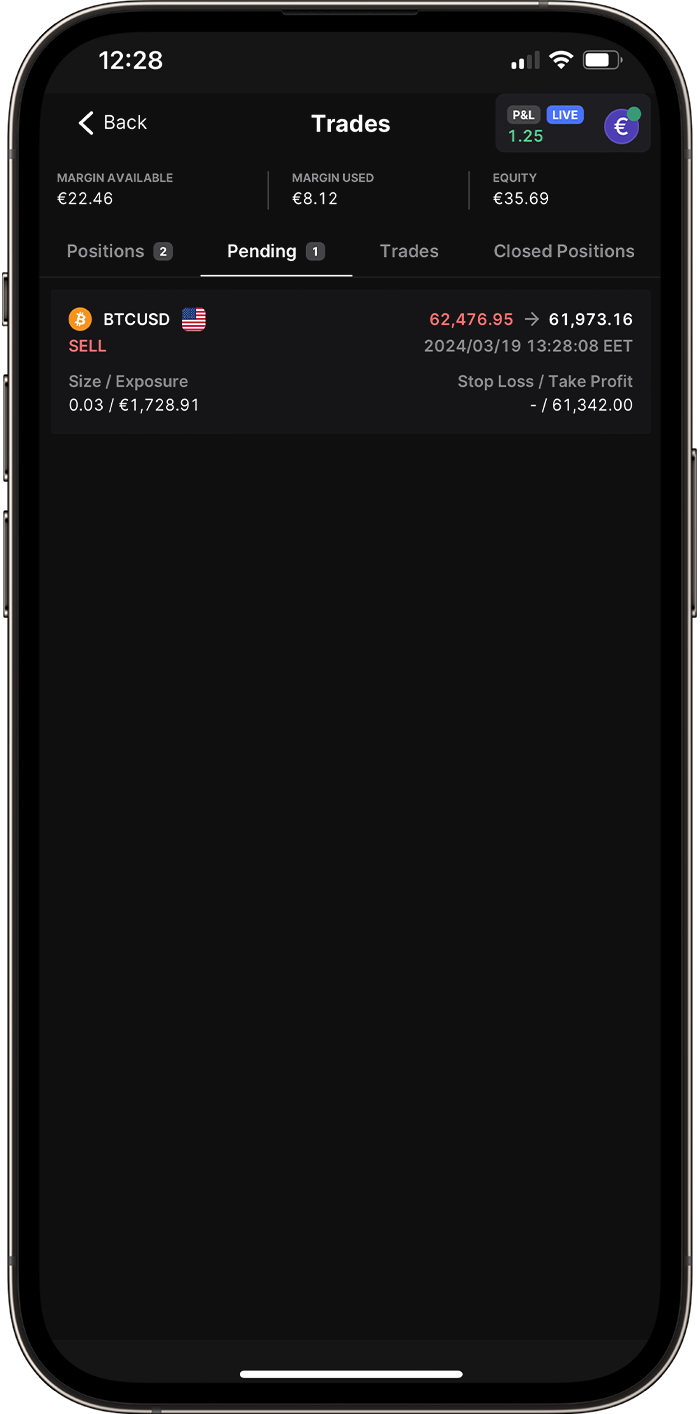 12:28
Back
Trades
P&L LIVE
1.25
€
MARGIN AVAILABLE
€22.46
MARGIN USED
€8.12
EQUITY
€35.69
Positions 2
Pending 1
Trades
Closed Positions
BTCUSD
62,476.95 → 61,973.16
SELL
2024/03/19 13:28:08 EET
Size / Exposure
Stop Loss / Take Profit
0.03 / €1,728.91
- / 61,342.00